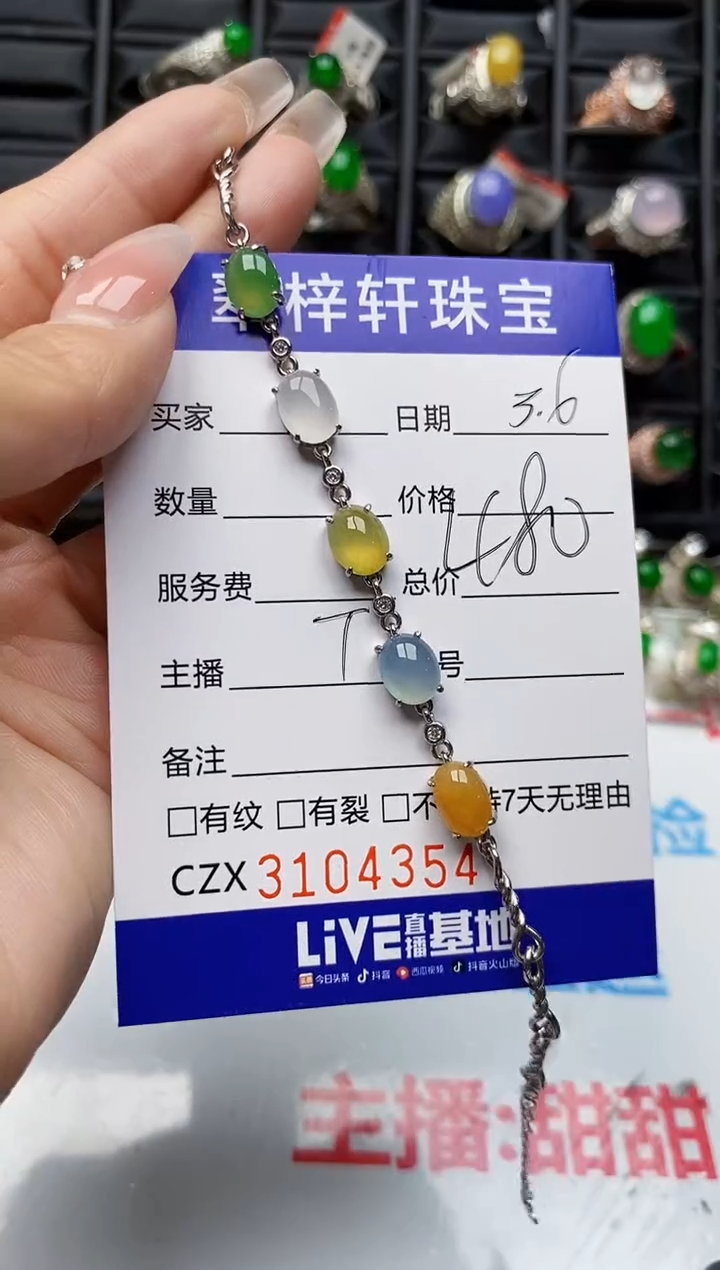 翠梓轩珠宝
买家 日期 3.6
数量 价格 480
服务费 总价
主播 T 号
备注
□有纹 □有裂 □不 持7天无理由
CZX 3104354
LiVE直播基地
今日头条 抖音 西瓜视频 抖音火山版
主播:甜甜